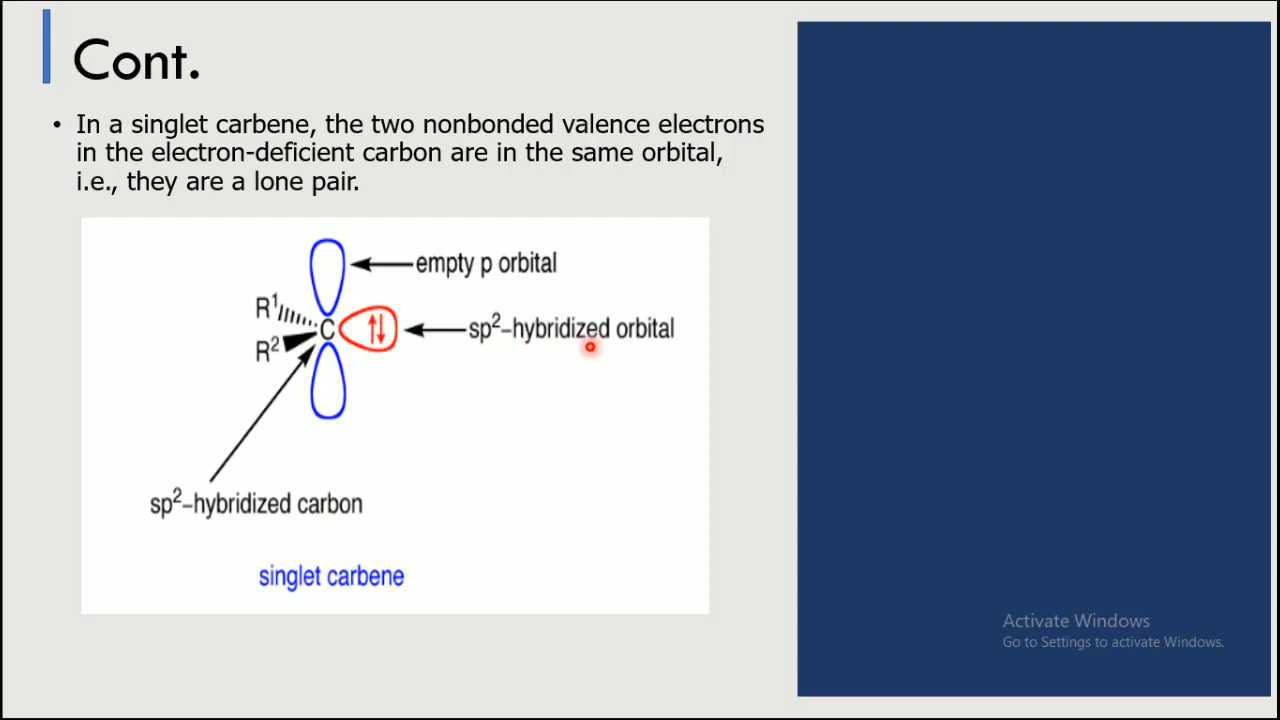 Cont.
• In a singlet carbene, the two nonbonded valence electrons
in the electron-deficient carbon are in the same orbital,
i.e., they are a lone pair.
empty p orbital
R¹
C
sp²–hybridized orbital
R²
sp²–hybridized carbon
singlet carbene
Activate Windows
Go to Settings to activate Windows.